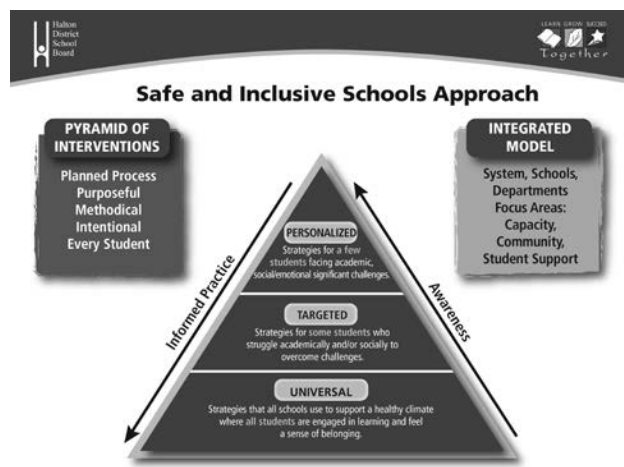 Halton
District
School
Board
LEARN GROW SUCCEED
Together
Safe and Inclusive Schools Approach
PYRAMID OF
INTERVENTIONS
Planned Process
Purposeful
Methodical
Intentional
Every Student
INTEGRATED
MODEL
System, Schools,
Departments
Focus Areas:
Capacity,
Community,
Student Support
Informed Practice
Awareness
PERSONALIZED
Strategies for a few
students facing academic,
social/emotional significant challenges.
TARGETED
Strategies for some students who
struggle academically and/or socially to
overcome challenges.
UNIVERSAL
Strategies that all schools use to support a healthy climate
where all students are engaged in learning and feel
a sense of belonging.